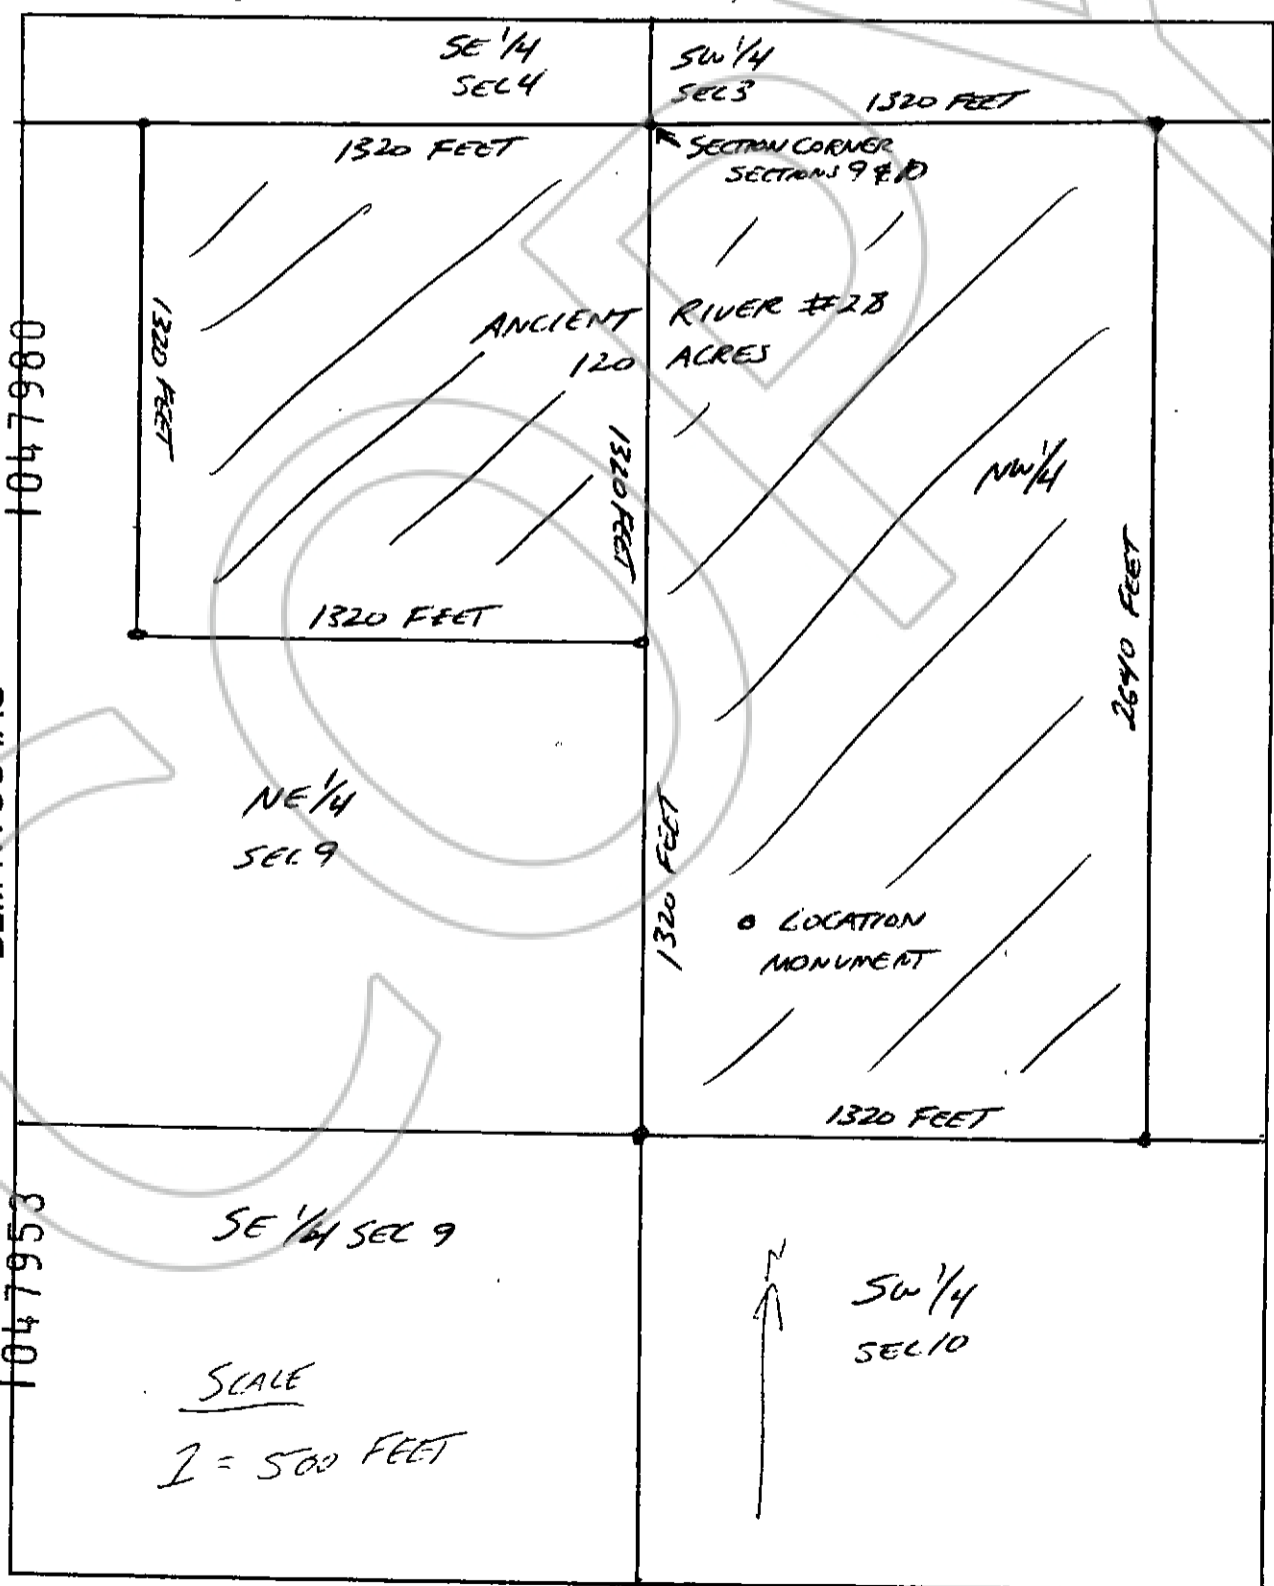 SE 1/4
SEC 4
SW 1/4
SEC 3
1320 FEET
1320 FEET
SECTION CORNER
SECTIONS 9 & 10
1320 FEET
ANCIENT RIVER #28
120 ACRES
1047980
1320 FEET
NW 1/4
1320 FEET
2640 FEET
NE 1/4
SEC 9
1320 FEET
LOCATION
MONUMENT
1320 FEET
1047953
SE 1/4 SEC 9
N
SW 1/4
SEC 10
SCALE
1 = 500 FEET
COPY